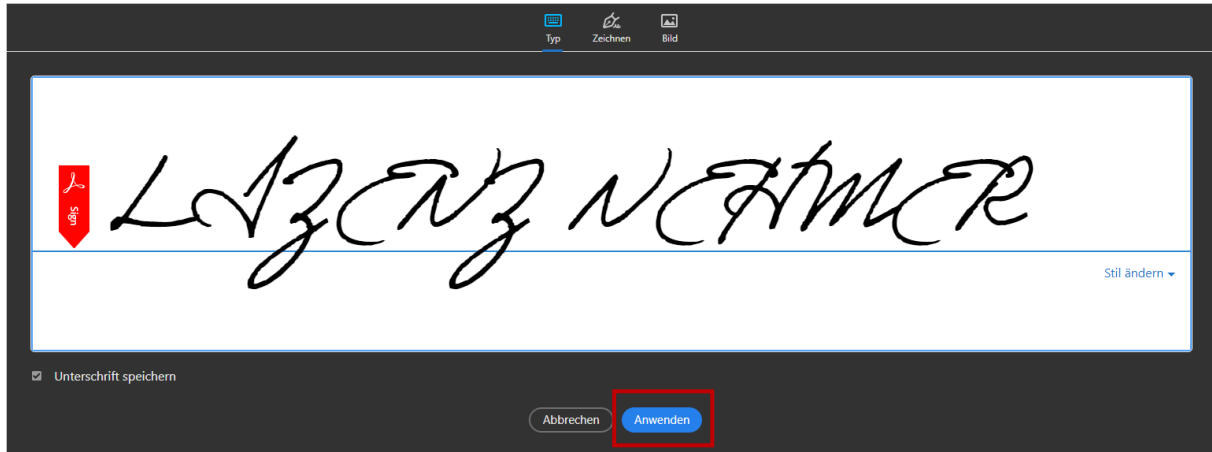 Typ Zeichnen Bild
Sign
LIZENZ NEHMER
Stil ändern
Unterschrift speichern
Abbrechen Anwenden